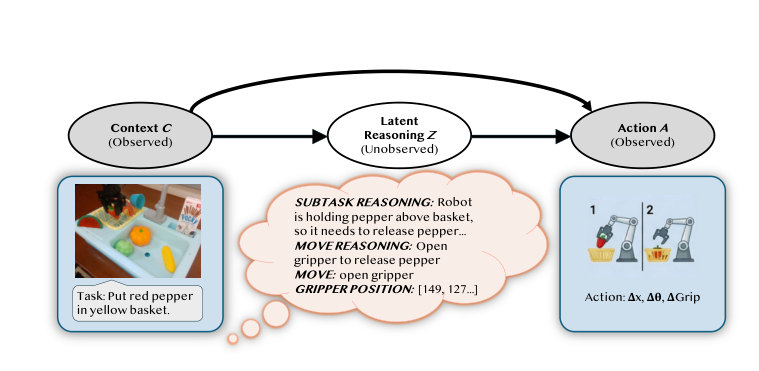 Context C
(Observed)
Latent
Reasoning Z
(Unobserved)
Action A
(Observed)
Task: Put red pepper
in yellow basket.
SUBTASK REASONING: Robot
is holding pepper above basket,
so it needs to release pepper...
MOVE REASONING: Open
gripper to release pepper
MOVE: open gripper
GRIPPER POSITION: [149, 127...]
1
2
Action: Δx, Δθ, ΔGrip